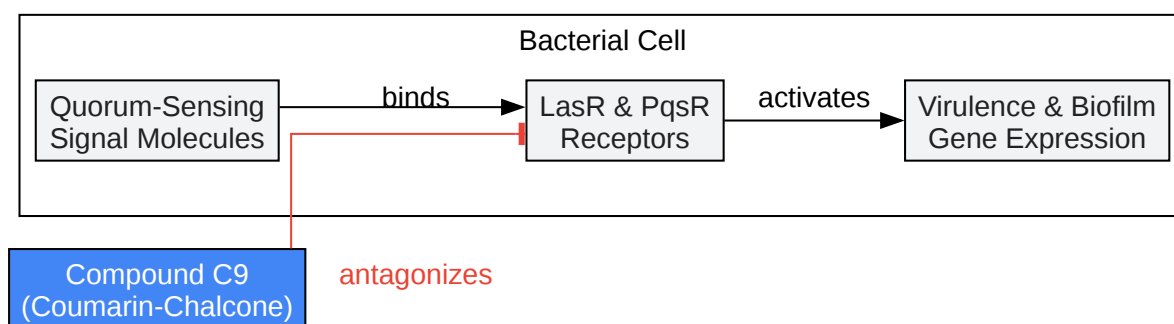 Bacterial Cell
Quorum-Sensing
Signal Molecules
binds
LasR & PqsR
Receptors
activates
Virulence & Biofilm
Gene Expression
Compound C9
(Coumarin-Chalcone)
antagonizes